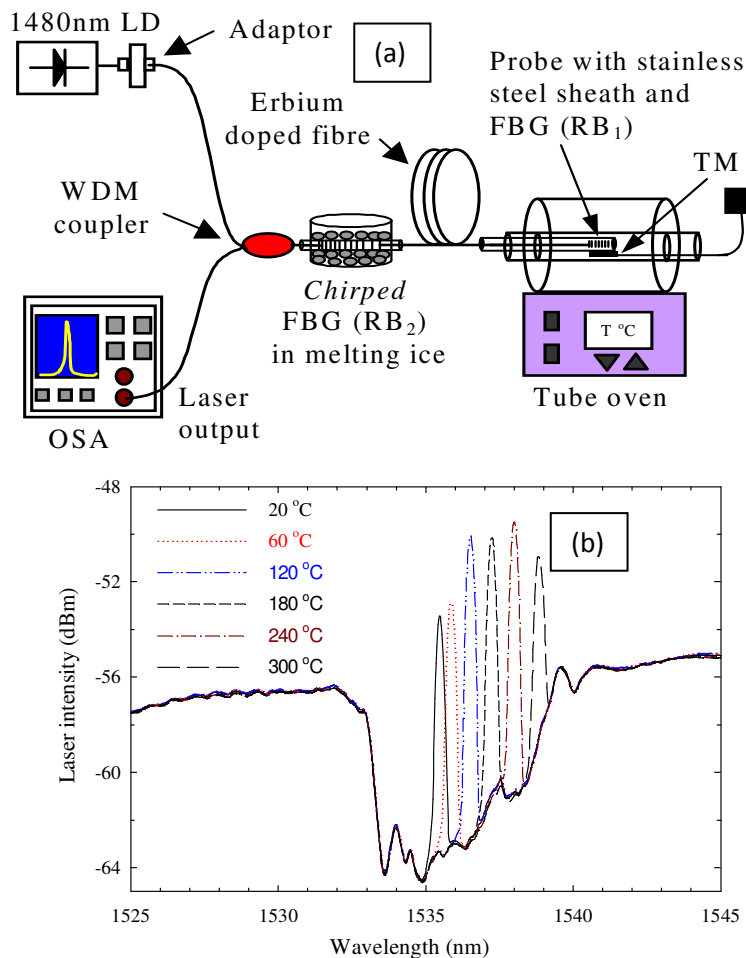 1480nm LD
Adaptor
(a)
Probe with stainless
steel sheath and
FBG (RB₁)
Erbium
doped fibre
TM
WDM
coupler
Chirped
FBG (RB₂)
in melting ice
T °C
Tube oven
Laser
output
OSA
(b)
20 °C
60 °C
120 °C
180 °C
240 °C
300 °C
Laser intensity (dBm)
-48
-52
-56
-60
-64
1525
1530
1535
1540
1545
Wavelength (nm)